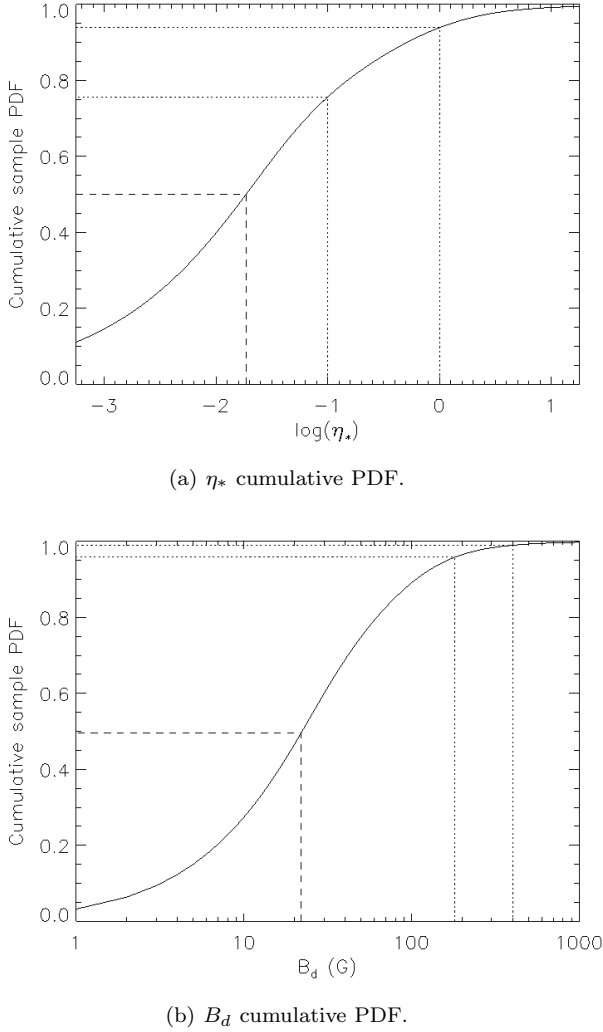 Cumulative sample PDF
1.0
0.8
0.6
0.4
0.2
0.0
−3 −2 −1 0 1
log(η*)
(a) η* cumulative PDF.
Cumulative sample PDF
1.0
0.8
0.6
0.4
0.2
0.0
1 10 100 1000
B_d (G)
(b) B_d cumulative PDF.